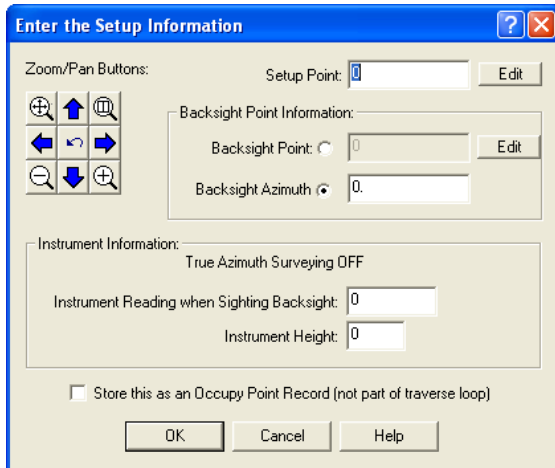 Enter the Setup Information
Zoom/Pan Buttons:
Setup Point: 0 Edit
Backsight Point Information:
Backsight Point: 0 Edit
Backsight Azimuth 0.
Instrument Information:
True Azimuth Surveying OFF
Instrument Reading when Sighting Backsight: 0
Instrument Height: 0
Store this as an Occupy Point Record (not part of traverse loop)
OK Cancel Help